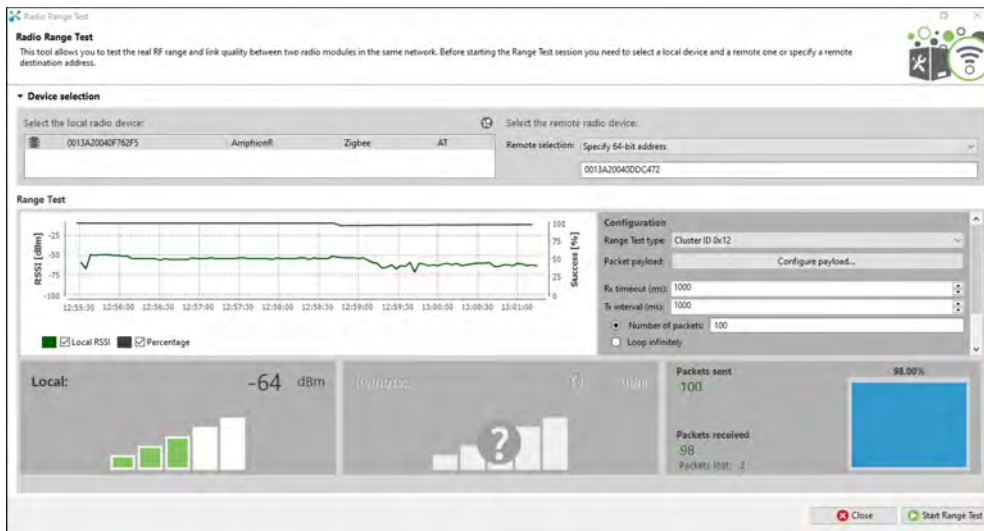 Radio Range Test
Radio Range Test
This tool allows you to test the real RF range and link quality between two radio modules in the same network. Before starting the Range Test session you need to select a local device and a remote one or specify a remote
destination address.
Device selection
Select the local radio device:
0013A20040F762F5 AmphionR Zigbee AT
Select the remote radio device:
Remote selection: Specify 64-bit address
0013A20040DDC472
Range Test
RSSI [dBm]
-25
-50
-75
-100
100
75
50
25
0
Success [%]
12:55:30 12:56:00 12:56:30 12:57:00 12:57:30 12:58:00 12:58:30 12:59:00 12:59:30 13:00:00 13:00:30 13:01:00
Local RSSI Percentage
Configuration
Range Test type: Cluster ID 0x12
Packet payload: Configure payload...
Rx timeout (ms): 1000
Tx interval (ms): 1000
Number of packets: 100
Loop infinitely
Local: -64 dBm
?
Packets sent
100
Packets received
98
Packets lost: 2
98.00%
Close Start Range Test